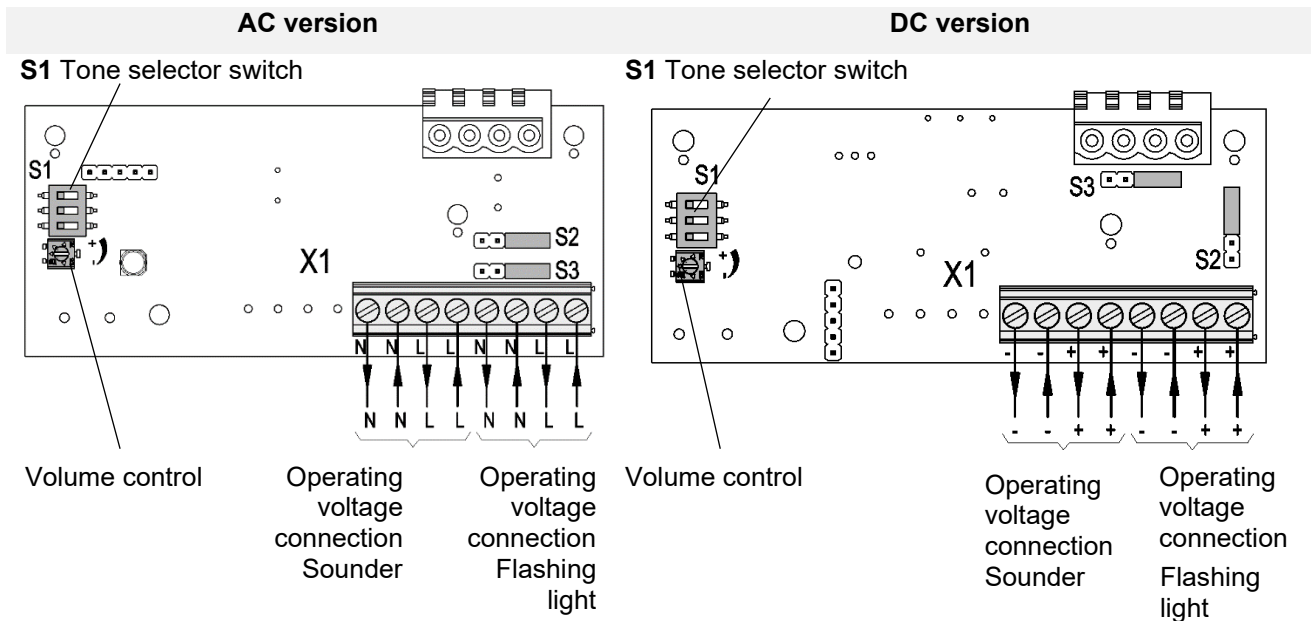 AC version
S1 Tone selector switch
S1
S2
S3
X1
N N L L N N L L
N N L L N N L L
+
-
Volume control
Operating
voltage
connection
Sounder
Operating
voltage
connection
Flashing
light
DC version
S1 Tone selector switch
S1
S3
S2
X1
- - + + - - + +
- - + + - - + +
+
-
Volume control
Operating
voltage
connection
Sounder
Operating
voltage
connection
Flashing
light